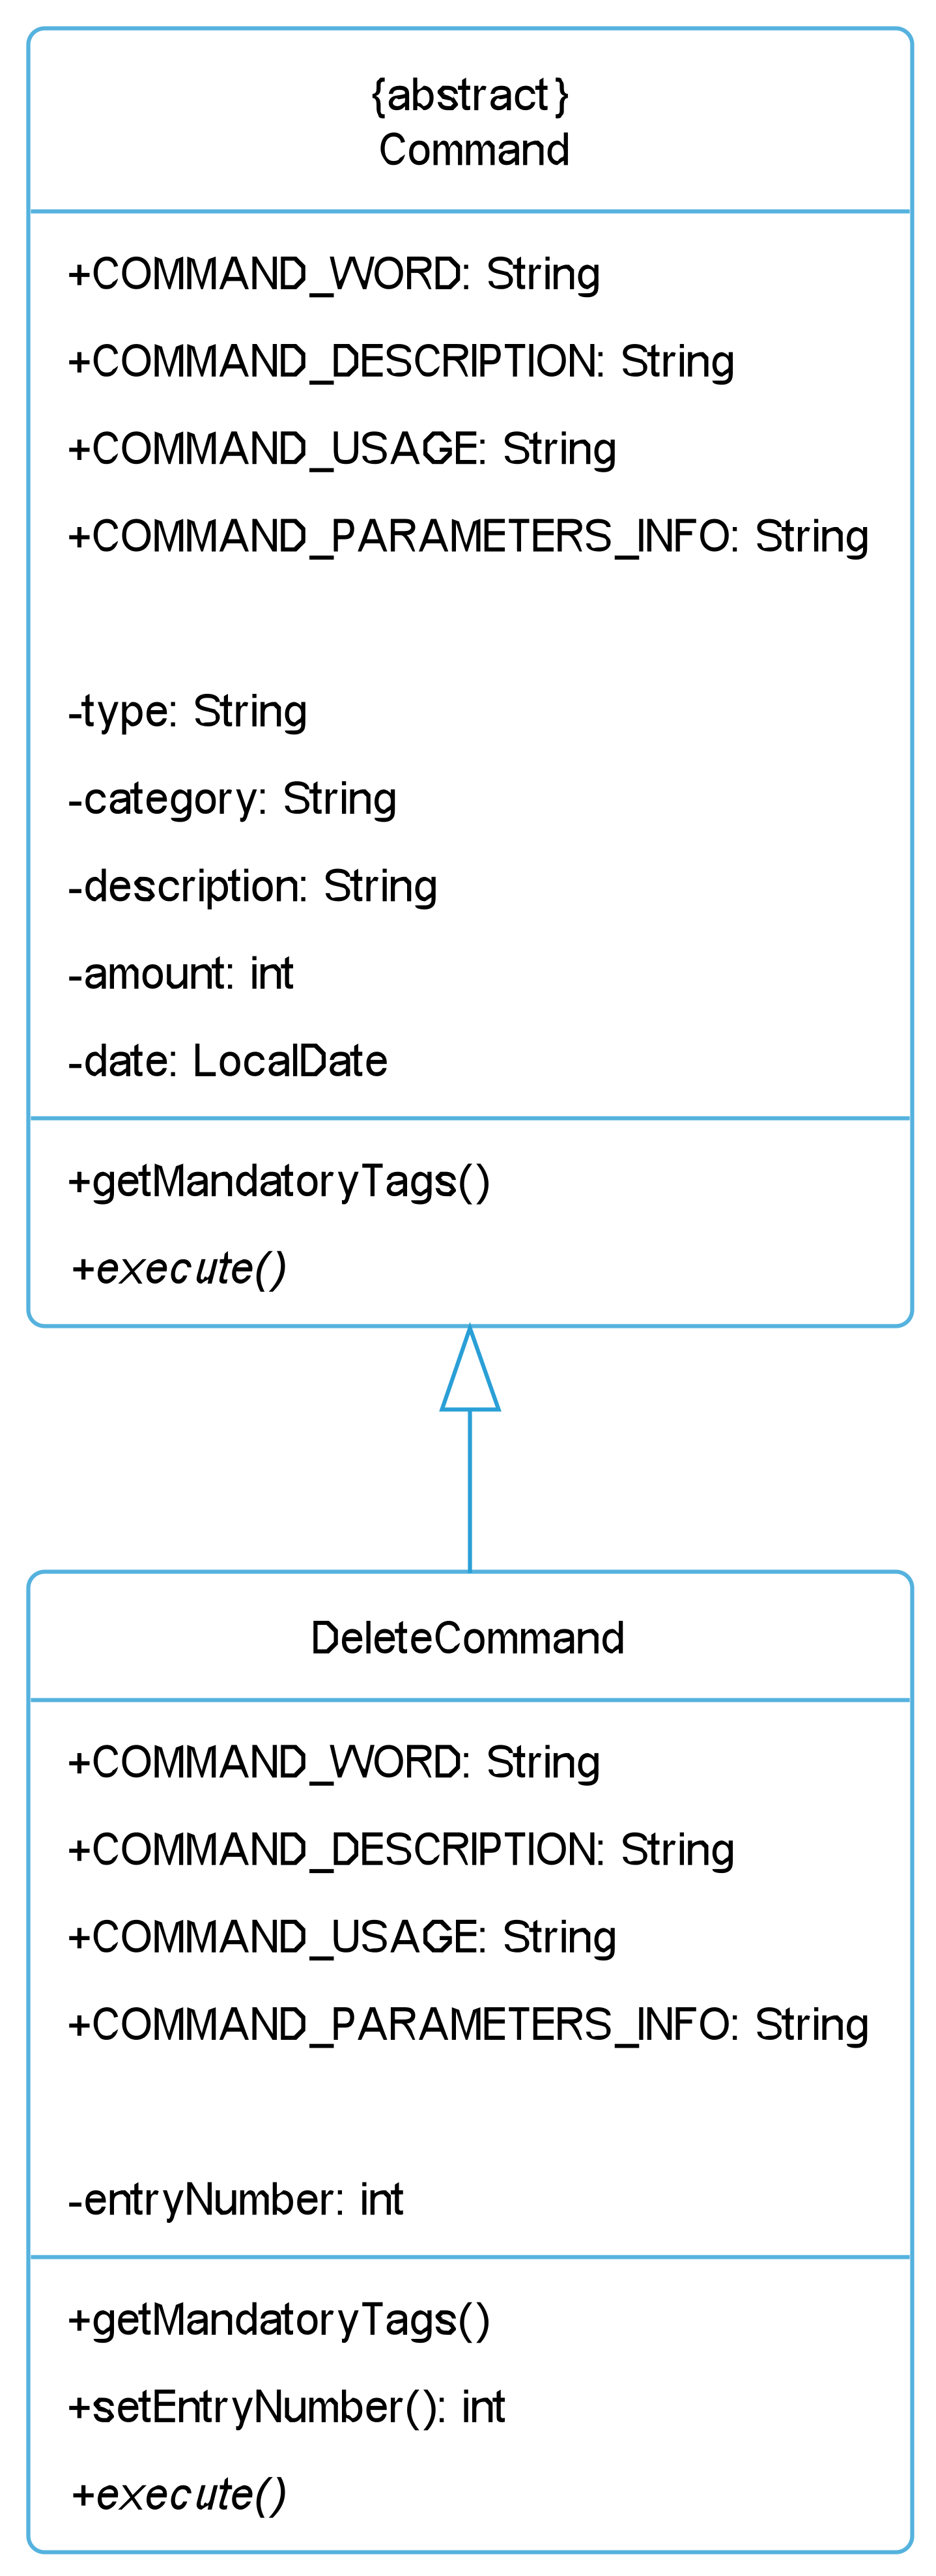 {abstract}
Command
+COMMAND_WORD: String
+COMMAND_DESCRIPTION: String
+COMMAND_USAGE: String
+COMMAND_PARAMETERS_INFO: String
-type: String
-category: String
-description: String
-amount: int
-date: LocalDate
+getMandatoryTags()
+execute()
DeleteCommand
+COMMAND_WORD: String
+COMMAND_DESCRIPTION: String
+COMMAND_USAGE: String
+COMMAND_PARAMETERS_INFO: String
-entryNumber: int
+getMandatoryTags()
+setEntryNumber(): int
+execute()